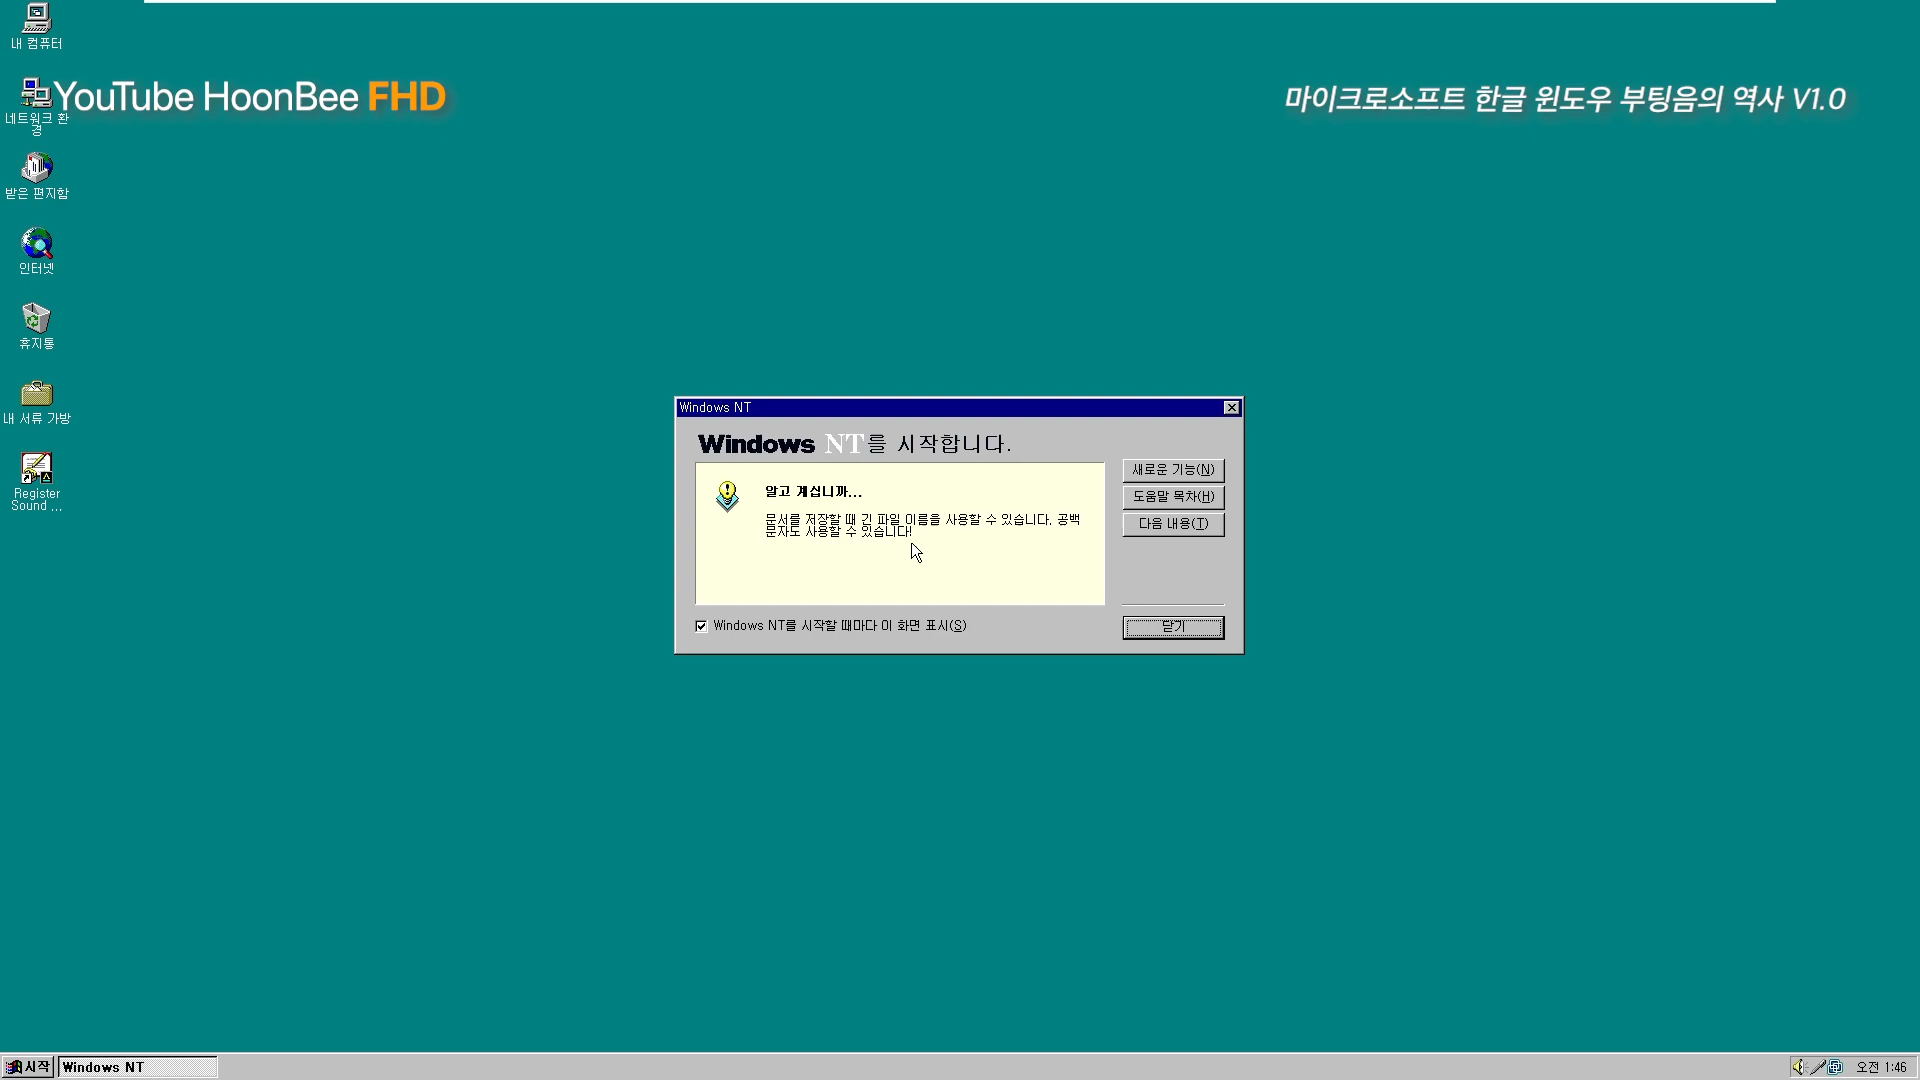 내 컴퓨터
YouTube HoonBee FHD
마이크로소프트 한글 윈도우 부팅음의 역사 V1.0
네트워크 환
경
받은 편지함
인터넷
휴지통
내 서류 가방
Register
Sound ...
Windows NT
Windows NT를 시작합니다.
알고 계십니까...
문서를 저장할 때 긴 파일 이름을 사용할 수 있습니다. 공백
문자도 사용할 수 있습니다!
새로운 기능(N)
도움말 목차(H)
다음 내용(T)
Windows NT를 시작할 때마다 이 화면 표시(S)
닫기
시작
Windows NT
오전 1:46